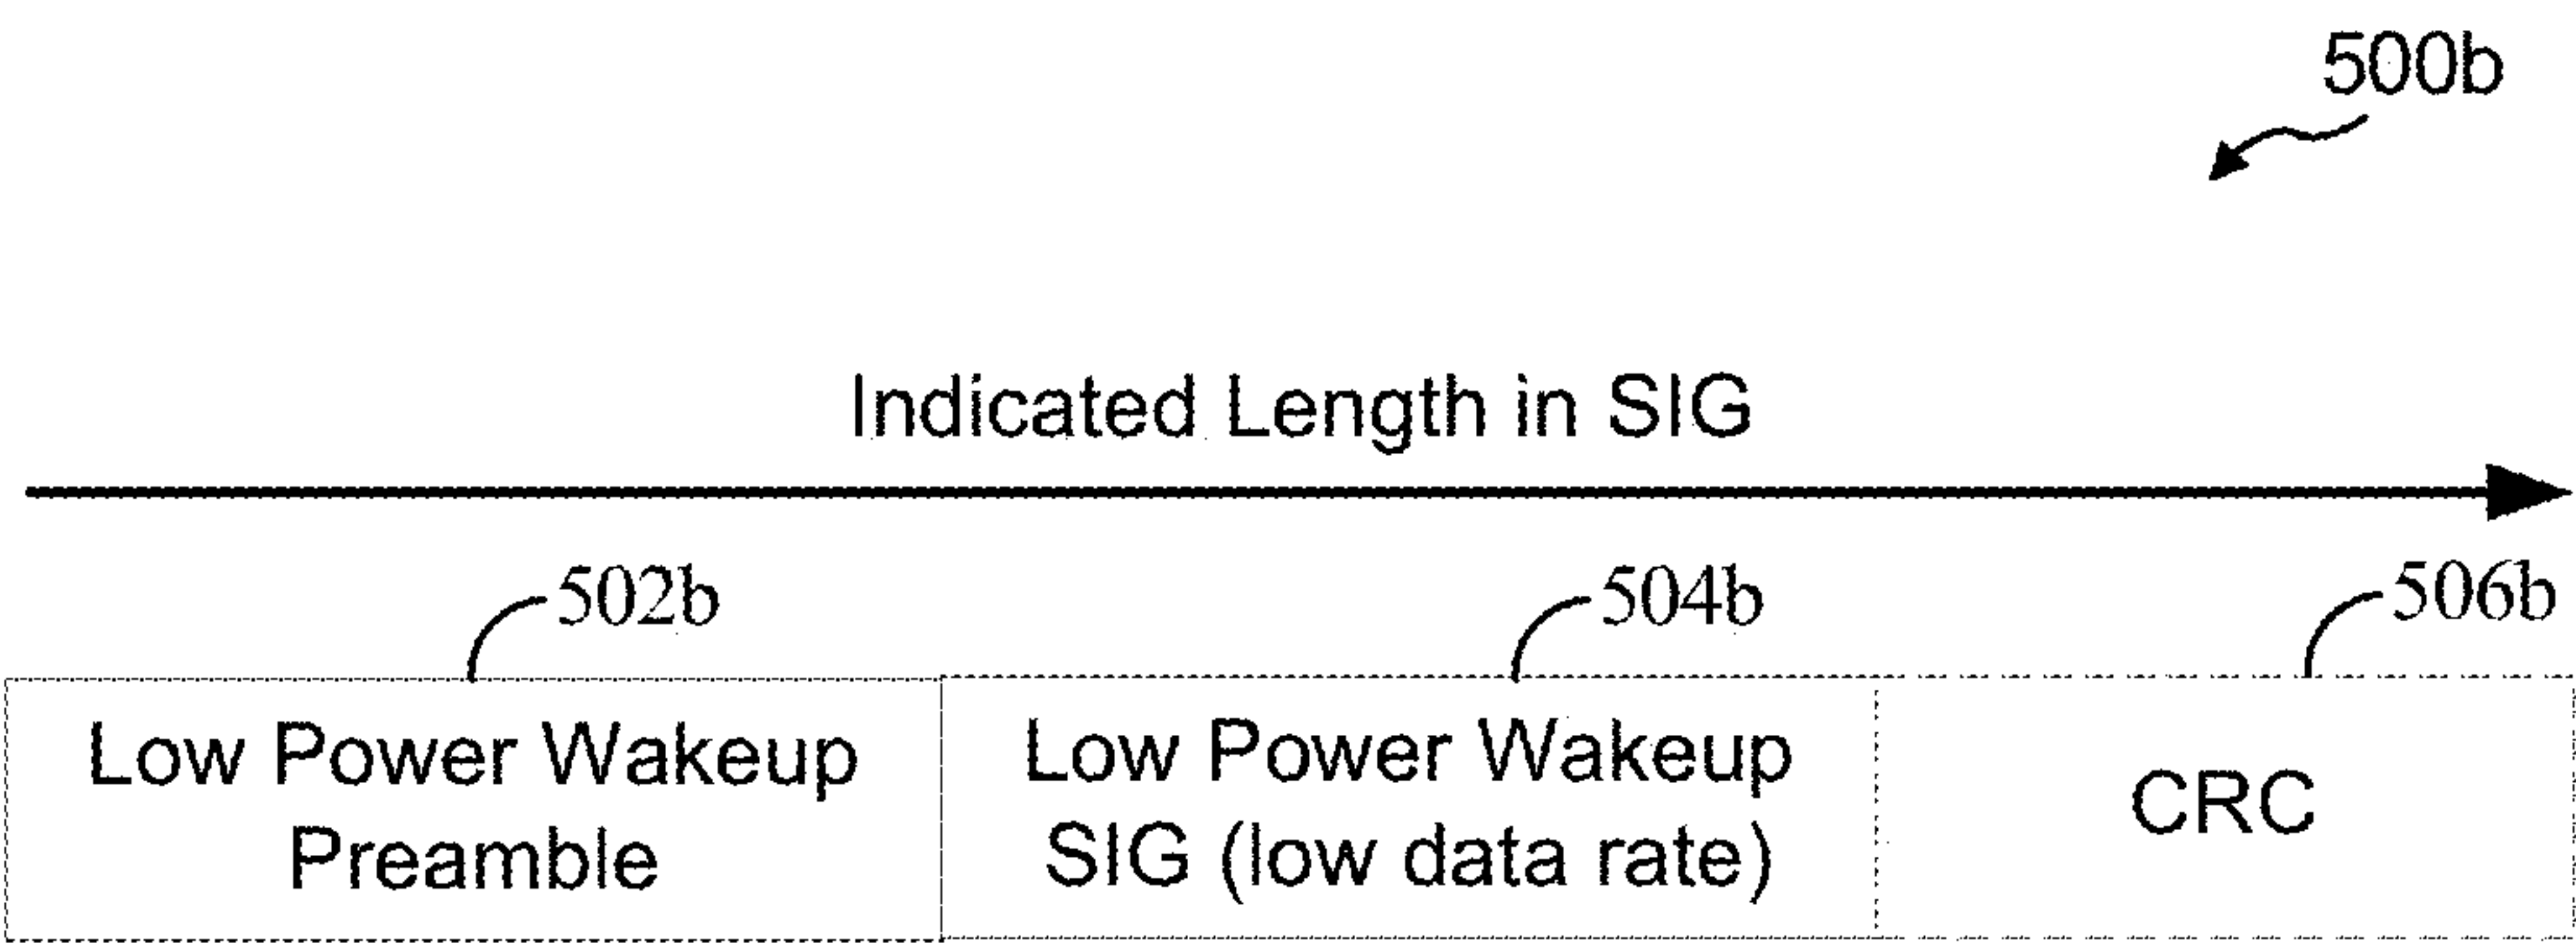 500b
Indicated Length in SIG
502b
504b
506b
Low Power Wakeup
Preamble
Low Power Wakeup
SIG (low data rate)
CRC